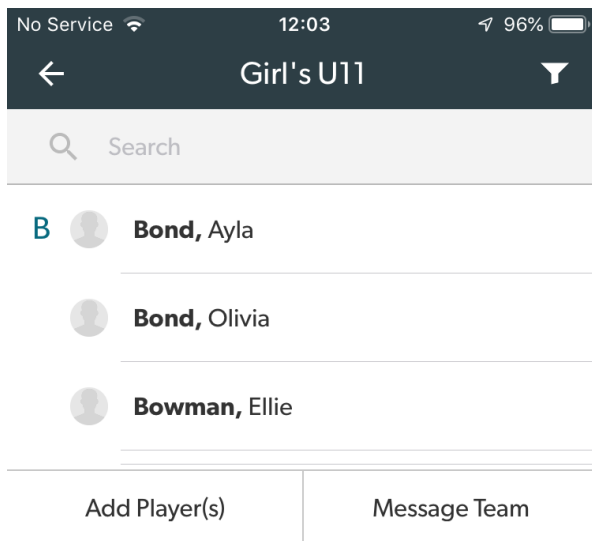 No Service 12:03 96%
Girl's U11
Search
B Bond, Ayla
Bond, Olivia
Bowman, Ellie
Add Player(s) Message Team